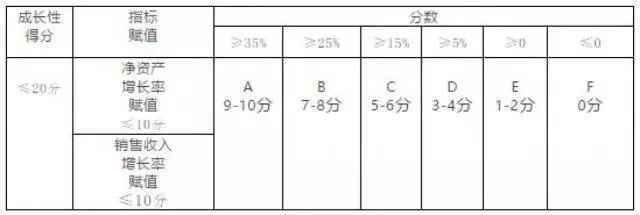 成长性
得分
指标
赋值
分数
≥35%
≥25%
≥15%
≥5%
≥0
≤0
≤20分
净资产
增长率
赋值
≤10分
A
9-10分
B
7-8分
C
5-6分
D
3-4分
E
1-2分
F
0分
销售收入
增长率
赋值
≤10分